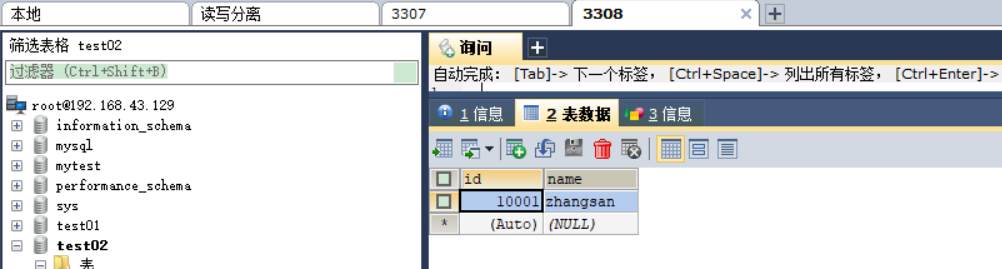 本地 读写分离 3307 3308
筛选表格 test02
过滤器 (Ctrl+Shift+B)
root@192.168.43.129
information_schema
mysql
mytest
performance_schema
sys
test01
test02
表
询问
自动完成: [Tab]-> 下一个标签, [Ctrl+Space]-> 列出所有标签, [Ctrl+Enter]->
1 信息 2 表数据 3 信息
id name
10001 zhangsan
* (Auto) (NULL)